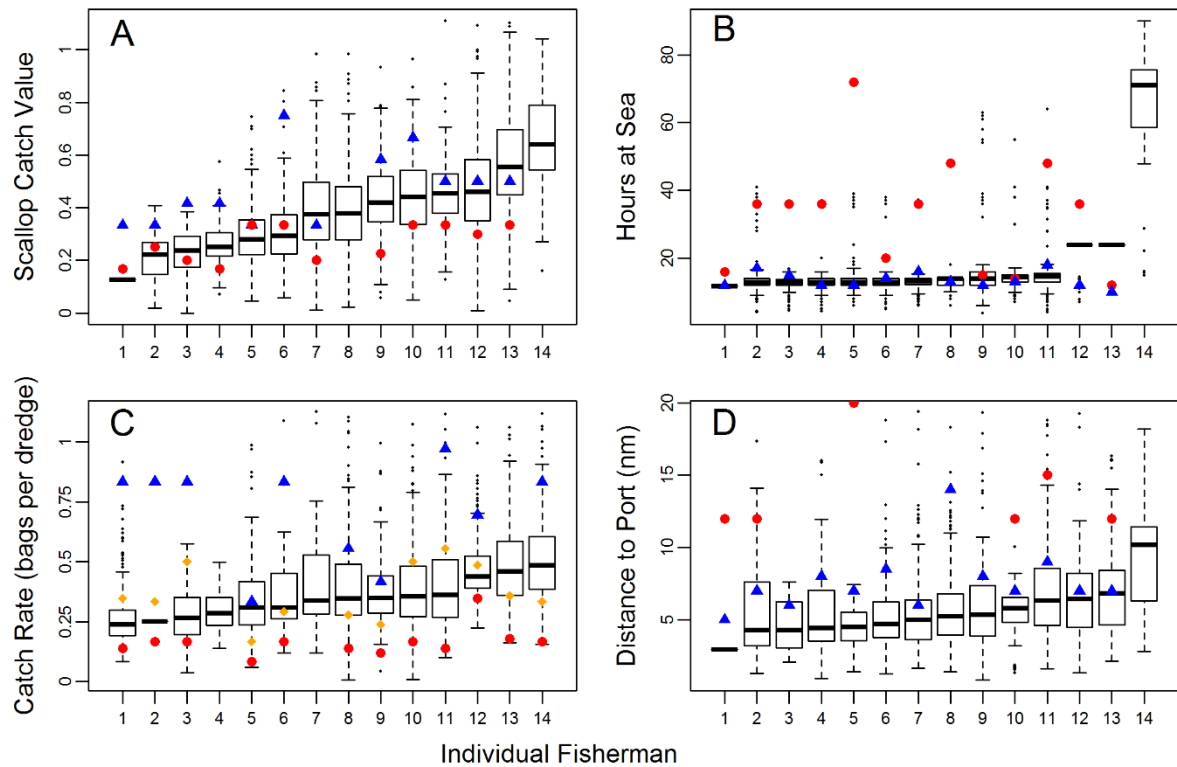 A
Scallop Catch Value
1
0.8
0.6
0.4
0.2
0
1 2 3 4 5 6 7 8 9 10 11 12 13 14
B
Hours at Sea
80
60
40
20
1 2 3 4 5 6 7 8 9 10 11 12 13 14
C
Catch Rate (bags per dredge)
1
0.75
0.5
0.25
0
1 2 3 4 5 6 7 8 9 10 11 12 13 14
D
Distance to Port (nm)
20
15
10
5
1 2 3 4 5 6 7 8 9 10 11 12 13 14
Individual Fisherman